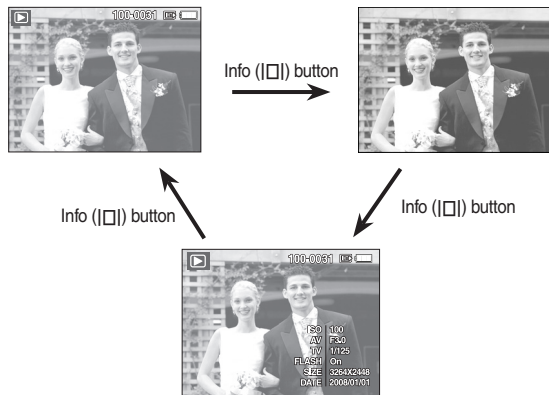 100-0031
Info (|□|) button
Info (|□|) button
Info (|□|) button
100-0031
ISO 100
AV F3.0
TV 1/125
FLASH On
SIZE 3264X2448
DATE 2008/01/01